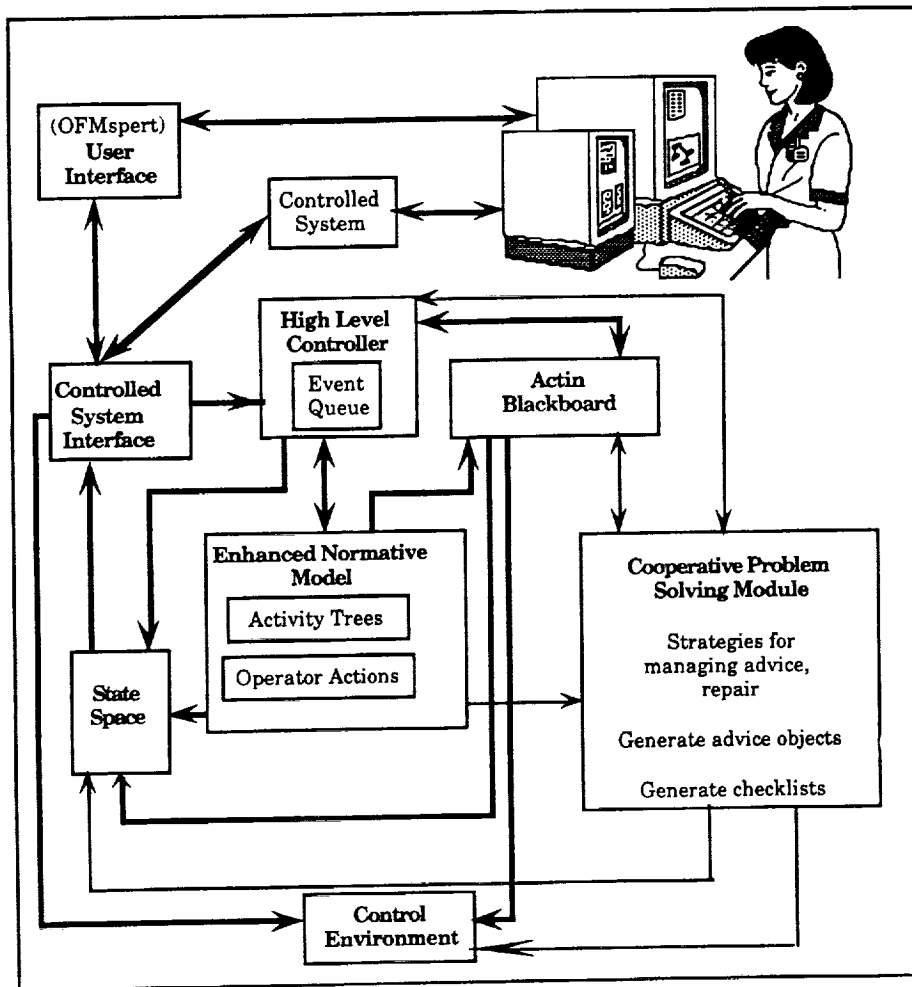 (OFMspert)
User
Interface
Controlled
System
High Level
Controller
Event
Queue
Actin
Blackboard
Controlled
System
Interface
Enhanced Normative
Model
Activity Trees
Operator Actions
Cooperative Problem
Solving Module
Strategies for
managing advice,
repair
Generate advice objects
Generate checklists
State
Space
Control
Environment